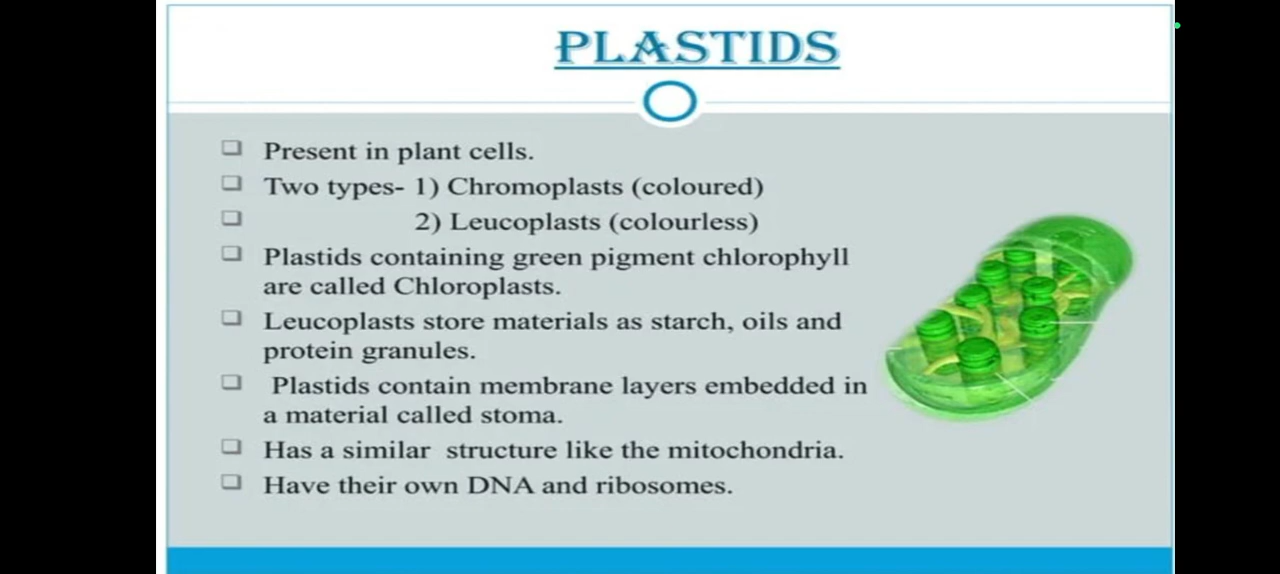 PLASTIDS
Present in plant cells.
Two types- 1) Chromoplasts (coloured)
2) Leucoplasts (colourless)
Plastids containing green pigment chlorophyll
are called Chloroplasts.
Leucoplasts store materials as starch, oils and
protein granules.
Plastids contain membrane layers embedded in
a material called stoma.
Has a similar structure like the mitochondria.
Have their own DNA and ribosomes.